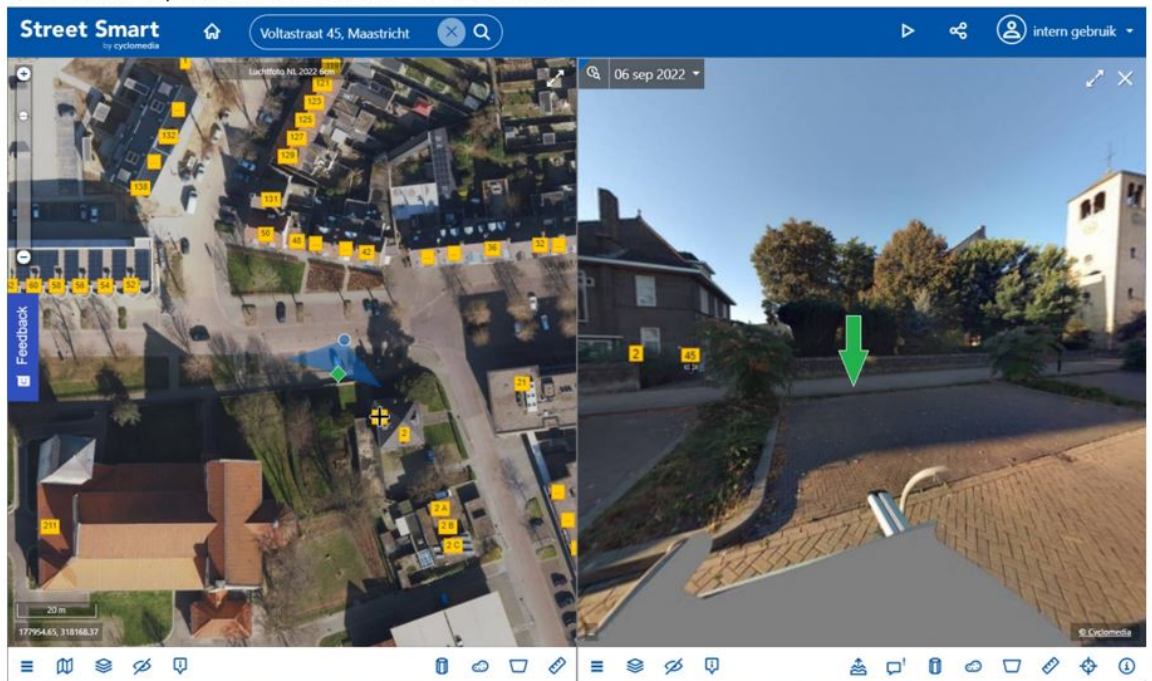 Street Smart
by cyclomedia
Voltastraat 45, Maastricht
intern gebruik
Luchtfoto NL 2022 6cm
06 sep 2022
121
123
125
127
129
132
138
131
50
48
42
36
32
60
58
56
54
52
Feedback
2
45
21
2
2 A
2 B
2 C
211
20 m
177954.65, 318168.37
© Cyclomedia